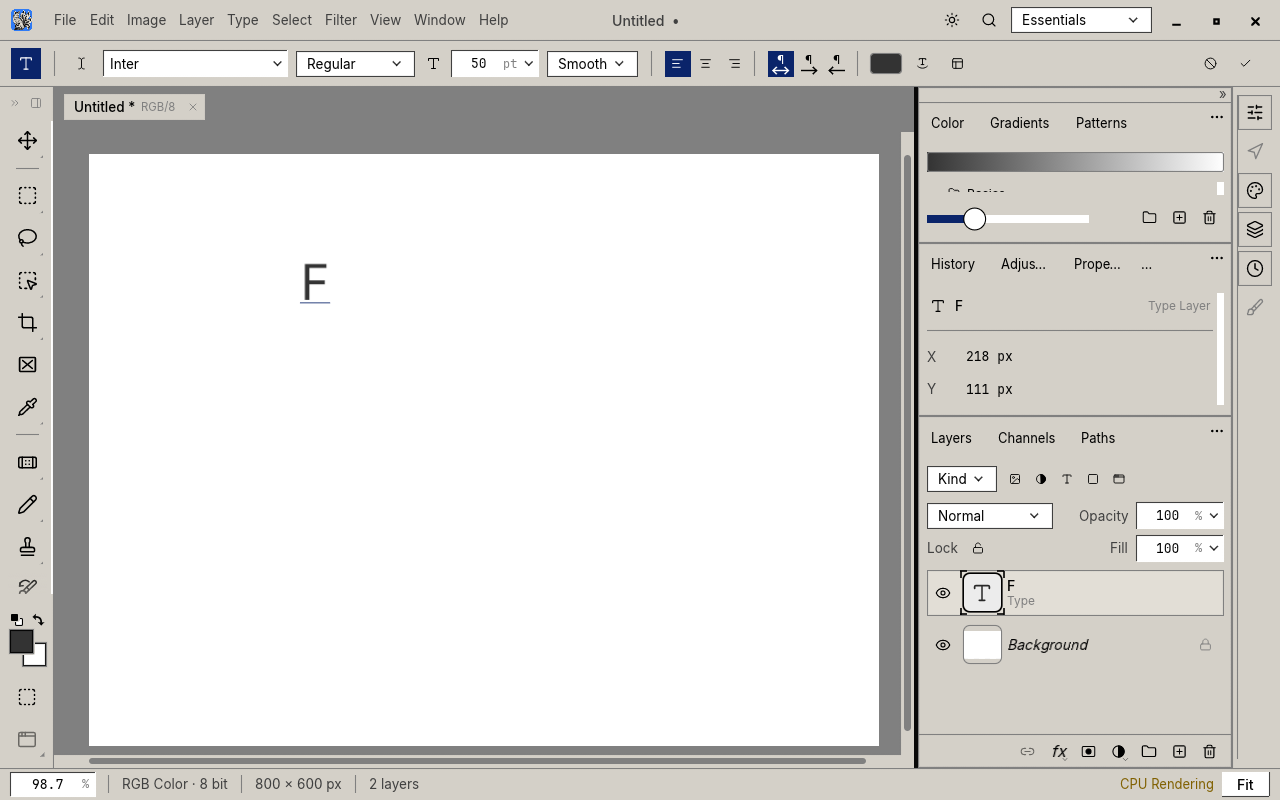 File Edit Image Layer Type Select Filter View Window Help
Untitled •
Essentials
Inter
Regular
50 pt
Smooth
Untitled * RGB/8
F
Color Gradients Patterns
Basics
History Adjus... Prope... ...
F
Type Layer
X 218 px
Y 111 px
Layers Channels Paths
Kind
Normal
Opacity 100 %
Lock
Fill 100 %
F
Type
Background
fx
98.7 %
RGB Color · 8 bit
800 × 600 px
2 layers
CPU Rendering
Fit